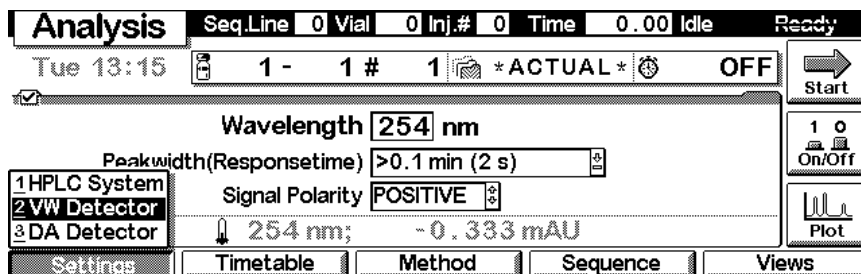 Analysis Seq.Line 0 Vial 0 Inj.# 0 Time 0.00 Idle Ready
Tue 13:15 1 - 1 # 1 *ACTUAL* OFF
Start
Wavelength 254 nm
1 0
On/Off
Peakwidth(Responsetime) >0.1 min (2 s)
1 HPLC System
Signal Polarity POSITIVE
2 VW Detector
3 DA Detector
254 nm; -0.333 mAU
Plot
Settings Timetable Method Sequence Views